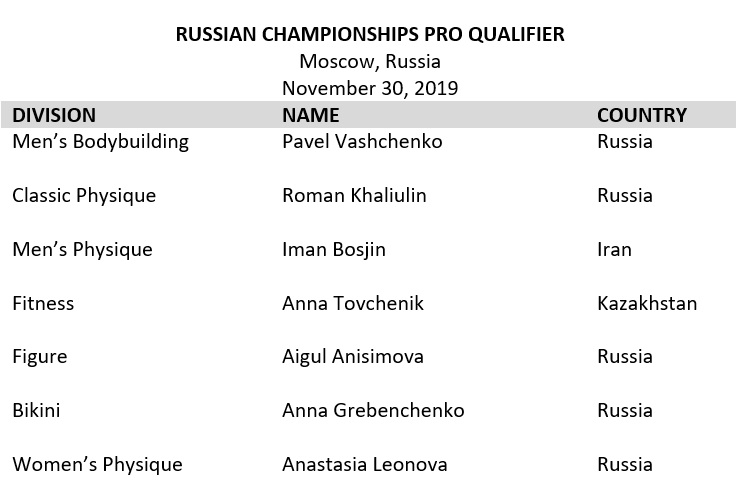 RUSSIAN CHAMPIONSHIPS PRO QUALIFIER
Moscow, Russia
November 30, 2019
DIVISION NAME COUNTRY
Men’s Bodybuilding Pavel Vashchenko Russia
Classic Physique Roman Khaliulin Russia
Men’s Physique Iman Bosjin Iran
Fitness Anna Tovchenik Kazakhstan
Figure Aigul Anisimova Russia
Bikini Anna Grebenchenko Russia
Women’s Physique Anastasia Leonova Russia